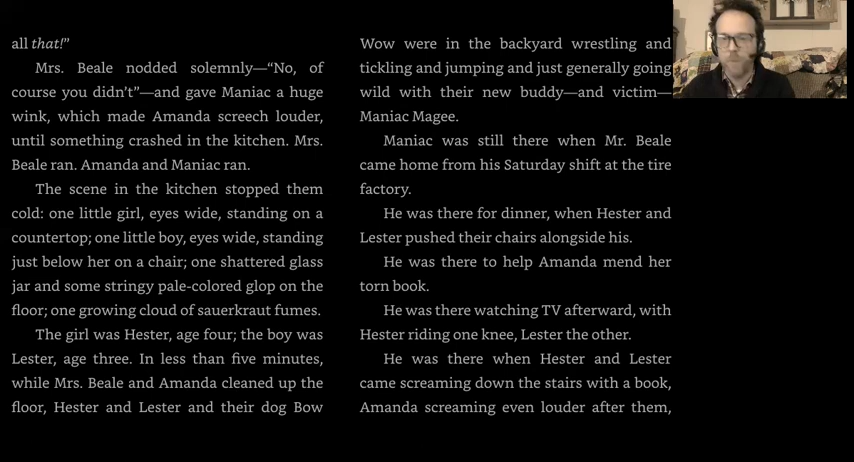 all that!”
Mrs. Beale nodded solemnly—“No, of
course you didn’t”—and gave Maniac a huge
wink, which made Amanda screech louder,
until something crashed in the kitchen. Mrs.
Beale ran. Amanda and Maniac ran.
The scene in the kitchen stopped them
cold: one little girl, eyes wide, standing on a
countertop; one little boy, eyes wide, standing
just below her on a chair; one shattered glass
jar and some stringy pale-colored glop on the
floor; one growing cloud of sauerkraut fumes.
The girl was Hester, age four; the boy was
Lester, age three. In less than five minutes,
while Mrs. Beale and Amanda cleaned up the
floor, Hester and Lester and their dog Bow
Wow were in the backyard wrestling and
tickling and jumping and just generally going
wild with their new buddy—and victim—
Maniac Magee.
Maniac was still there when Mr. Beale
came home from his Saturday shift at the tire
factory.
He was there for dinner, when Hester and
Lester pushed their chairs alongside his.
He was there to help Amanda mend her
torn book.
He was there watching TV afterward, with
Hester riding one knee, Lester the other.
He was there when Hester and Lester
came screaming down the stairs with a book,
Amanda screaming even louder after them,